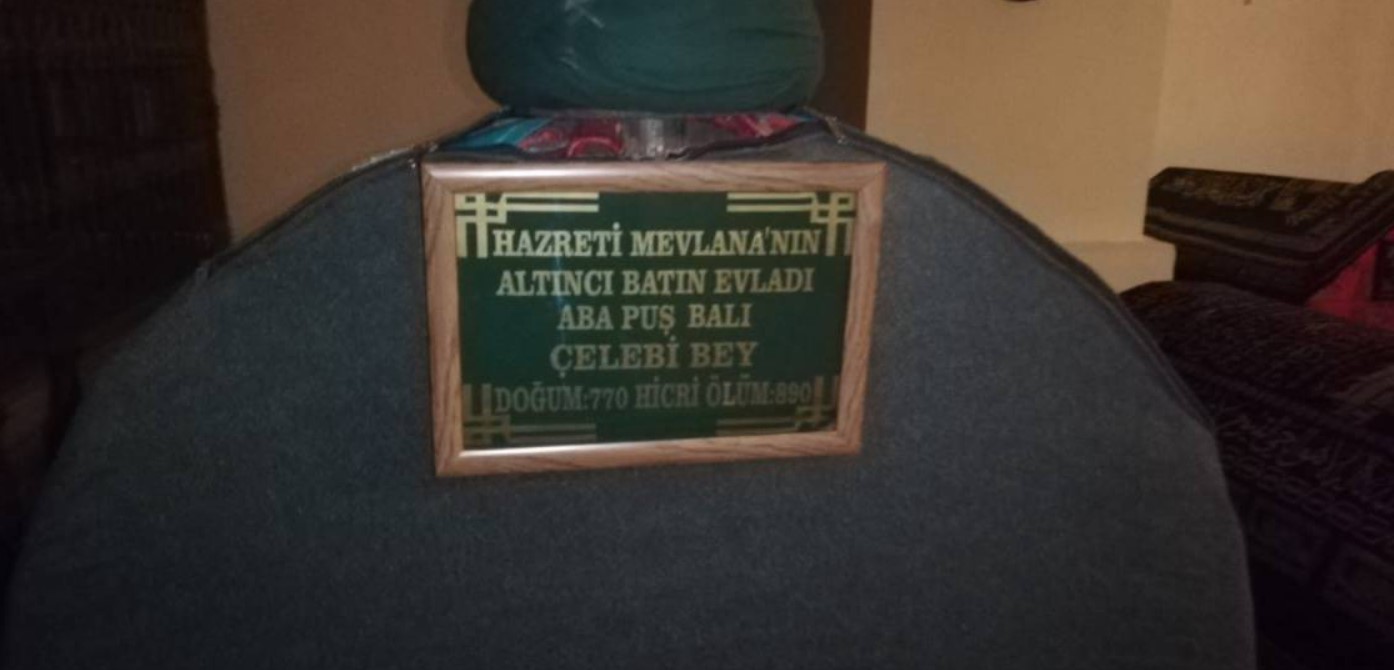 HAZRETİ MEVLANA'NIN
ALTINCI BATIN EVLADI
ABA PUŞ BALI
ÇELEBİ BEY
DOĞUM:770 HİCRİ ÖLÜM:890